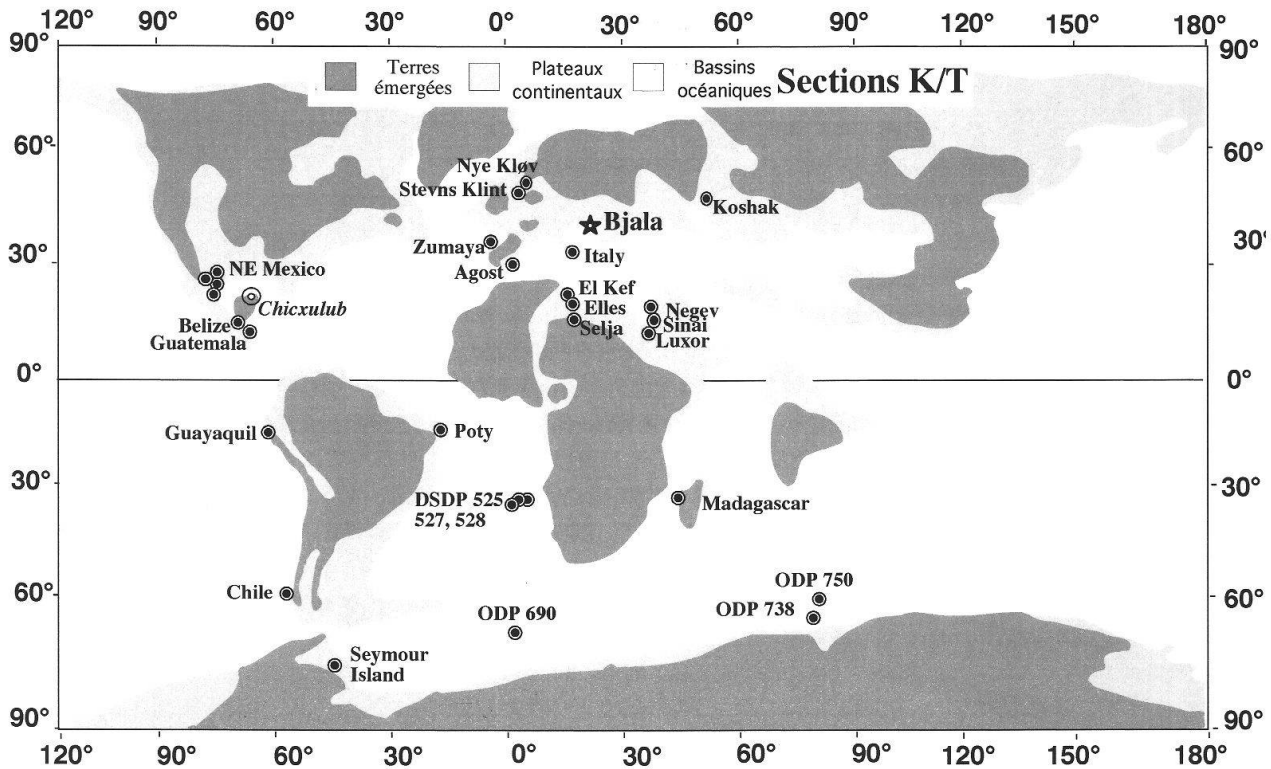 120° 90° 60° 30° 0° 30° 60° 90° 120° 150° 180°
90° 90°
Terres émergées
Plateaux continentaux
Bassins océaniques
Sections K/T
60° 60°
Nye Kløv
Stevns Klint
Koshak
Bjala
Zumaya
Italy
30° 30°
Agost
NE Mexico
El Kef
Chicxulub
Elles
Negev
Belize
Selja
Sinai
Guatemala
Luxor
0° 0°
Guayaquil
Poty
30° 30°
DSDP 525
527, 528
Madagascar
ODP 750
60° 60°
Chile
ODP 738
ODP 690
Seymour
Island
90° 90°
120° 90° 60° 30° 0° 30° 60° 90° 120° 150° 180°